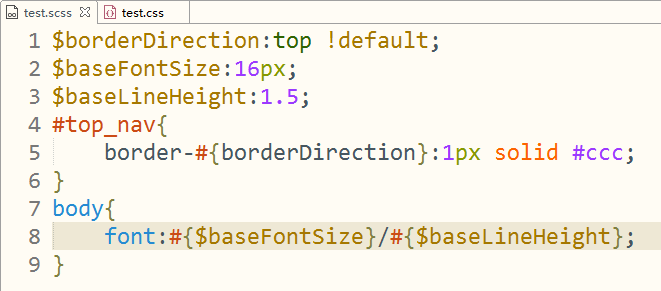 test.scss test.css
1 $borderDirection:top !default;
2 $baseFontSize:16px;
3 $baseLineHeight:1.5;
4 #top_nav{
5     border-#{borderDirection}:1px solid #ccc;
6 }
7 body{
8     font:#{$baseFontSize}/#{$baseLineHeight};
9 }